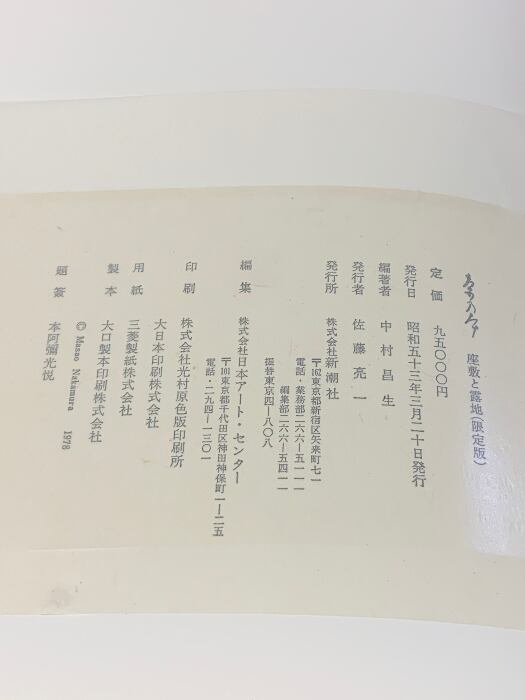 座敷と露地(限定版)
定価 九五〇〇〇円
発行日 昭和五十三年三月二十日発行
編著者 中村昌生
発行者 佐藤亮一
発行所 株式会社新潮社
〒162東京都新宿区矢来町七一
電話・業務部二六六―五一一一
編集部二六六―五四一一
振替東京四―八〇八
編集 株式会社日本アート・センター
〒101東京都千代田区神田神保町一―二五
電話・二九四―一三〇一
印刷 株式会社光村原色版印刷所
大日本印刷株式会社
用紙 三菱製紙株式会社
製本 大口製本印刷株式会社
© Masao Nakamura 1978
題簽 本阿彌光悦